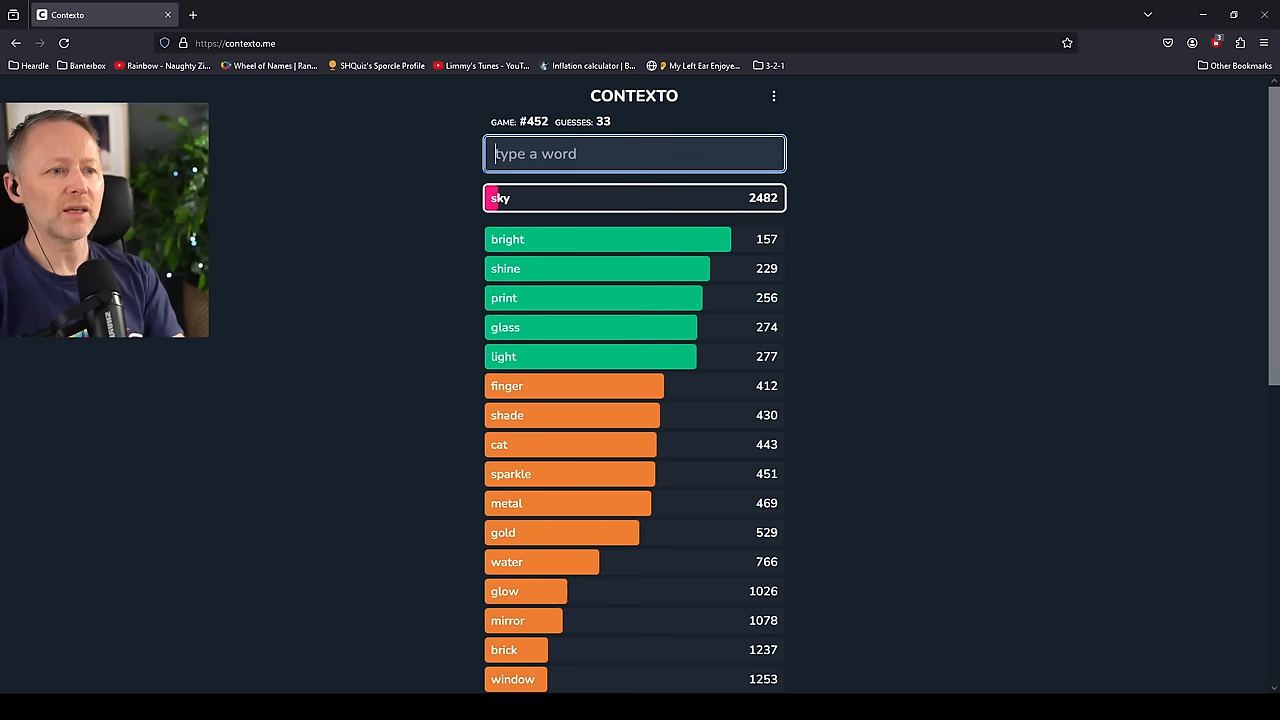 Contexto
https://contexto.me
3
Heardle
Banterbox
Rainbow - Naughty Zi...
Wheel of Names | Ran...
SHQuiz's Sporcle Profile
Limmy's Tunes - YouT...
Inflation calculator | B...
My Left Ear Enjoye...
3-2-1
Other Bookmarks
CONTEXTO
GAME: #452 GUESSES: 33
type a word
sky 2482
bright 157
shine 229
print 256
glass 274
light 277
finger 412
shade 430
cat 443
sparkle 451
metal 469
gold 529
water 766
glow 1026
mirror 1078
brick 1237
window 1253